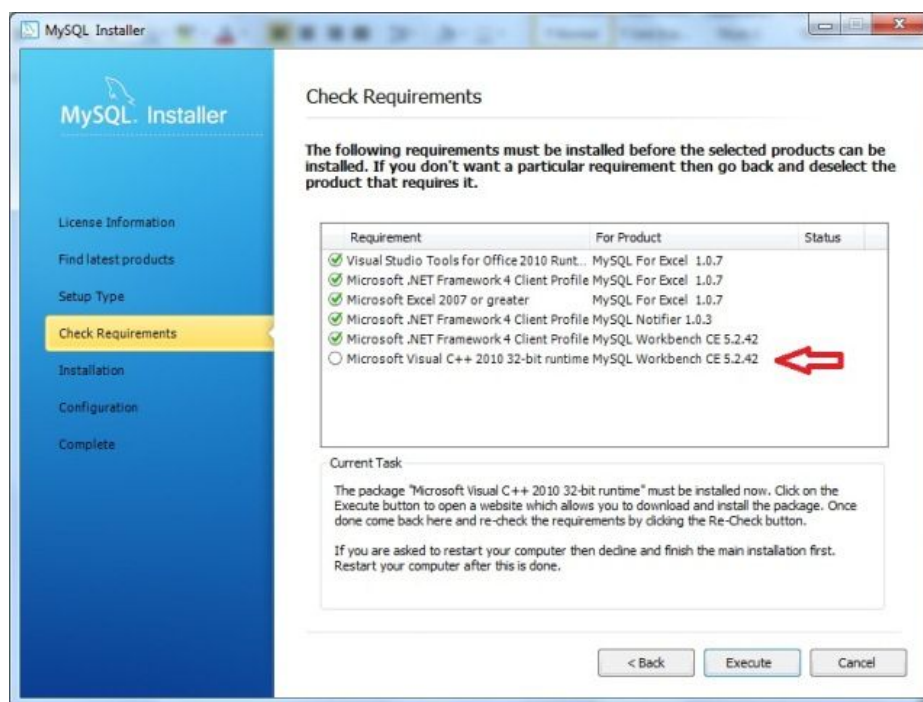 MySQL Installer
MySQL. Installer
License Information
Find latest products
Setup Type
Check Requirements
Installation
Configuration
Complete
Check Requirements
The following requirements must be installed before the selected products can be
installed. If you don't want a particular requirement then go back and deselect the
product that requires it.
Requirement For Product Status
Visual Studio Tools for Office 2010 Runt... MySQL For Excel 1.0.7
Microsoft .NET Framework 4 Client Profile MySQL For Excel 1.0.7
Microsoft Excel 2007 or greater MySQL For Excel 1.0.7
Microsoft .NET Framework 4 Client Profile MySQL Notifier 1.0.3
Microsoft .NET Framework 4 Client Profile MySQL Workbench CE 5.2.42
Microsoft Visual C++ 2010 32-bit runtime MySQL Workbench CE 5.2.42
Current Task
The package "Microsoft Visual C++ 2010 32-bit runtime" must be installed now. Click on the
Execute button to open a website which allows you to download and install the package. Once
done come back here and re-check the requirements by clicking the Re-Check button.
If you are asked to restart your computer then decline and finish the main installation first.
Restart your computer after this is done.
< Back Execute Cancel